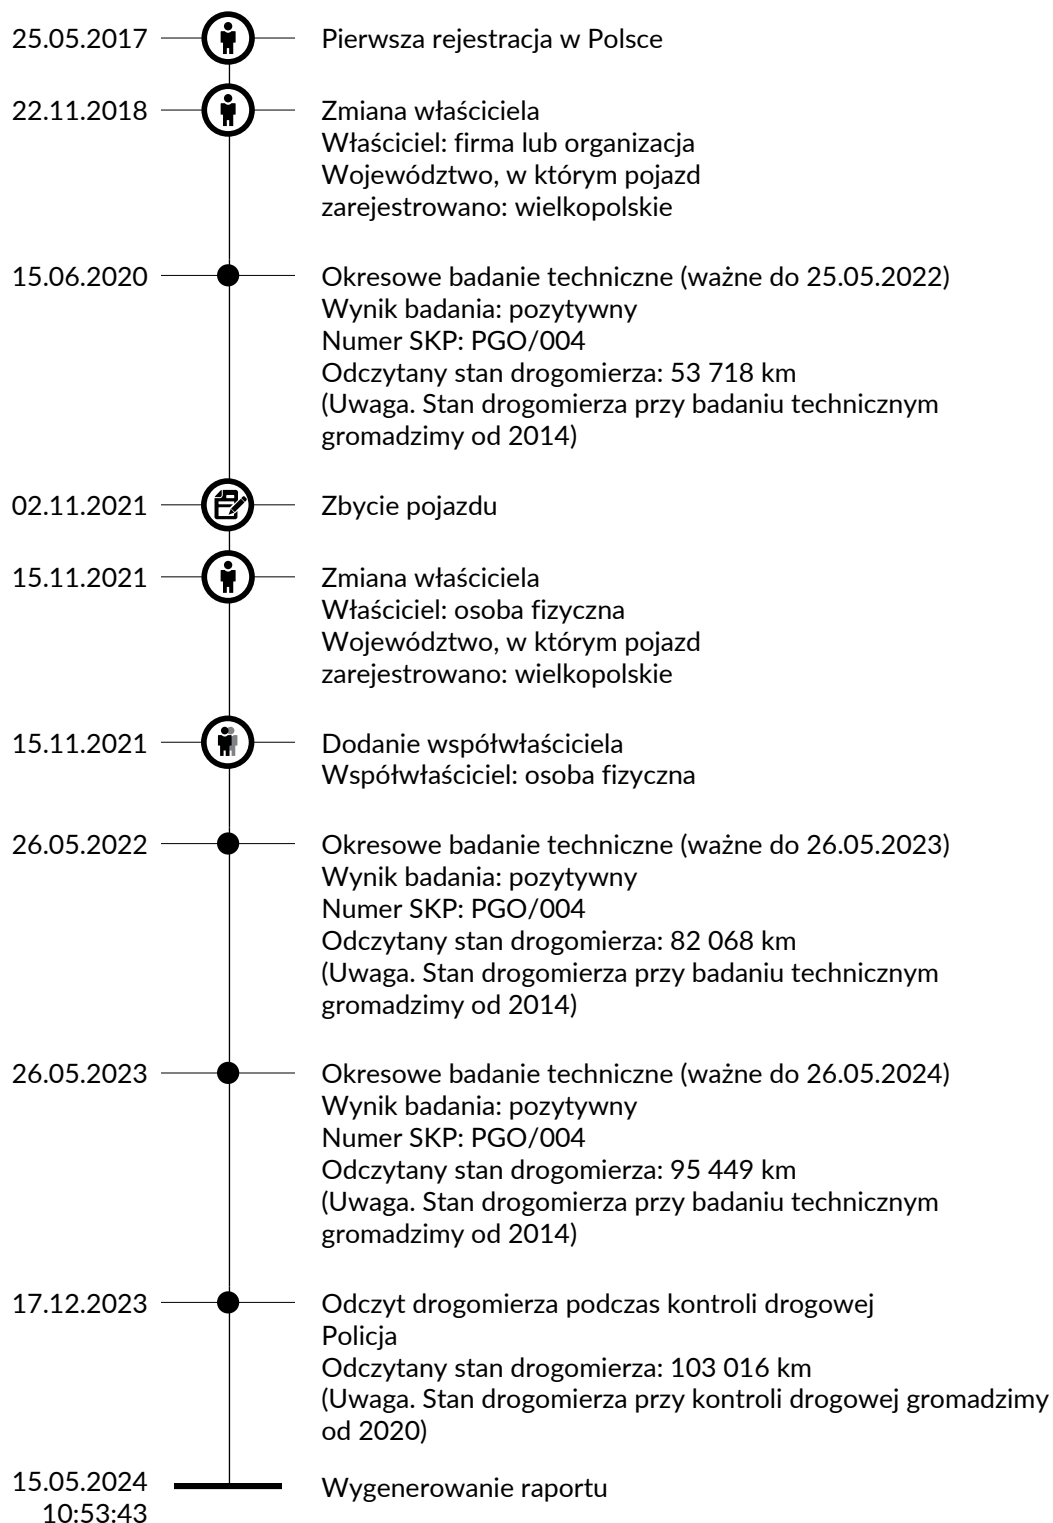 25.05.2017 Pierwsza rejestracja w Polsce
22.11.2018 Zmiana właściciela
Właściciel: firma lub organizacja
Województwo, w którym pojazd
zarejestrowano: wielkopolskie
15.06.2020 Okresowe badanie techniczne (ważne do 25.05.2022)
Wynik badania: pozytywny
Numer SKP: PGO/004
Odczytany stan drogomierza: 53 718 km
(Uwaga. Stan drogomierza przy badaniu technicznym
gromadzimy od 2014)
02.11.2021 Zbycie pojazdu
15.11.2021 Zmiana właściciela
Właściciel: osoba fizyczna
Województwo, w którym pojazd
zarejestrowano: wielkopolskie
15.11.2021 Dodanie współwłaściciela
Współwłaściciel: osoba fizyczna
26.05.2022 Okresowe badanie techniczne (ważne do 26.05.2023)
Wynik badania: pozytywny
Numer SKP: PGO/004
Odczytany stan drogomierza: 82 068 km
(Uwaga. Stan drogomierza przy badaniu technicznym
gromadzimy od 2014)
26.05.2023 Okresowe badanie techniczne (ważne do 26.05.2024)
Wynik badania: pozytywny
Numer SKP: PGO/004
Odczytany stan drogomierza: 95 449 km
(Uwaga. Stan drogomierza przy badaniu technicznym
gromadzimy od 2014)
17.12.2023 Odczyt drogomierza podczas kontroli drogowej
Policja
Odczytany stan drogomierza: 103 016 km
(Uwaga. Stan drogomierza przy kontroli drogowej gromadzimy
od 2020)
15.05.2024 Wygenerowanie raportu
10:53:43